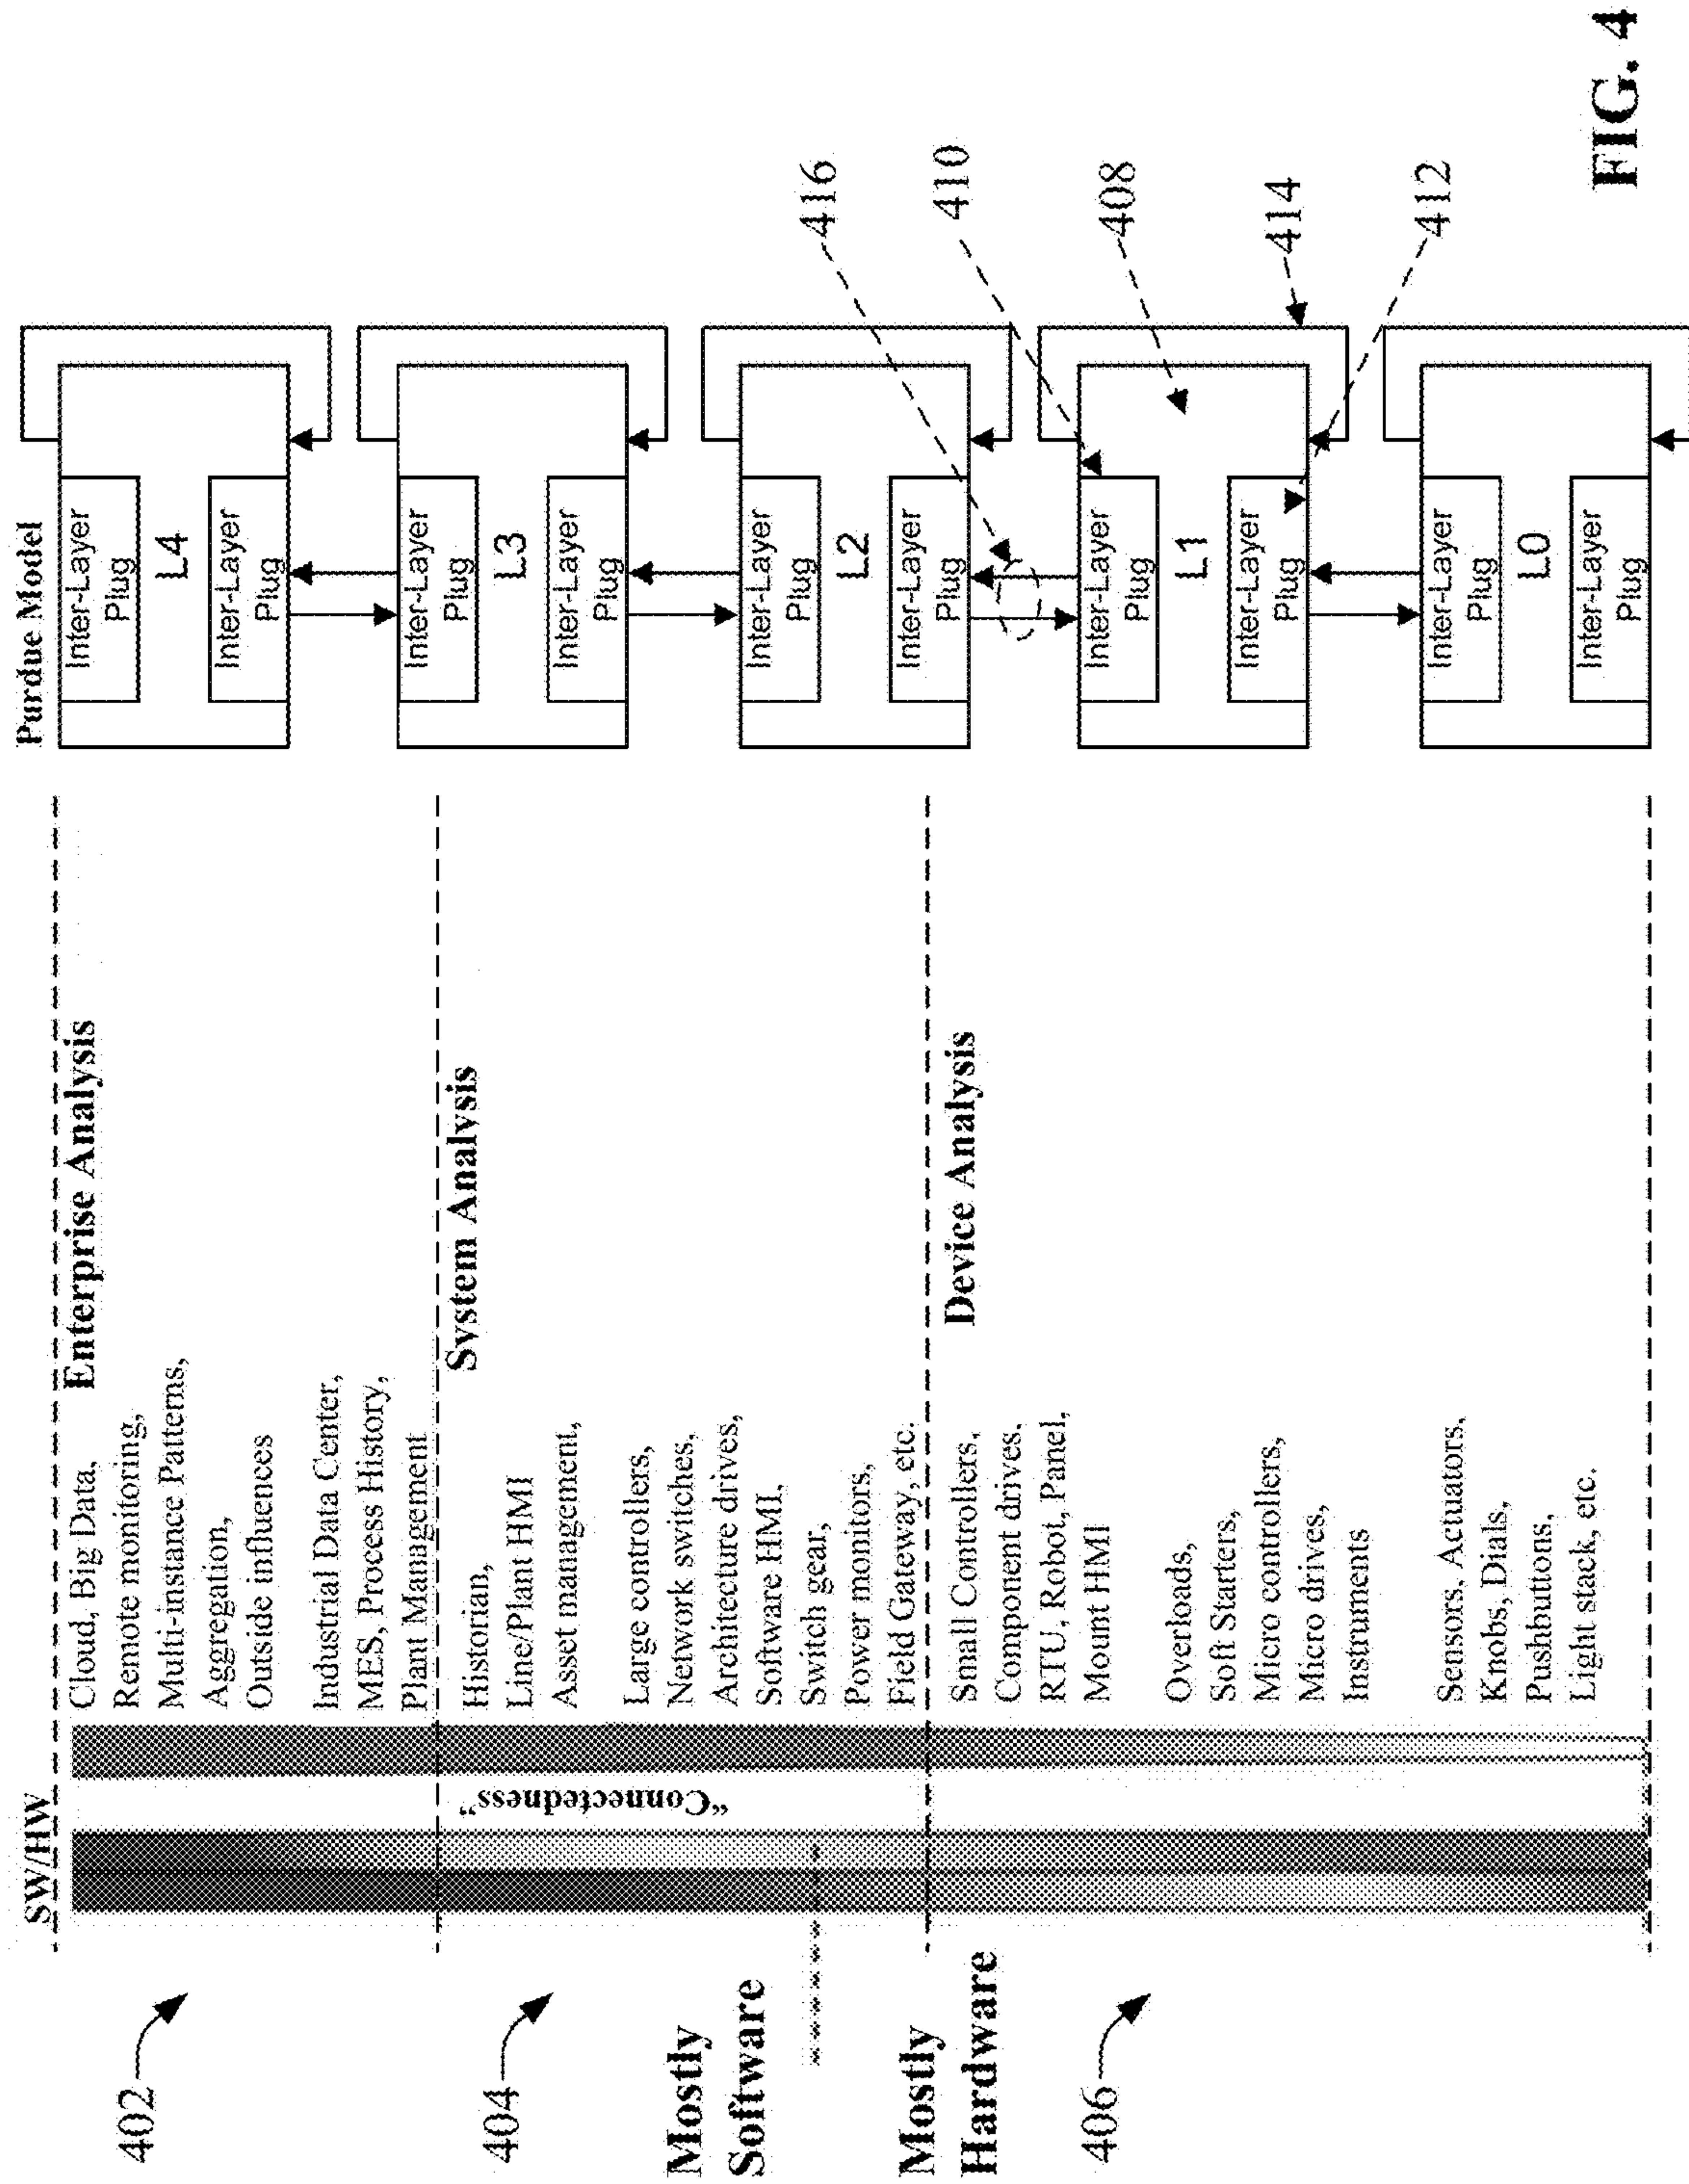 SW/HW
Purdue Model
402
Cloud, Big Data,
Remote monitoring,
Multi-instance Patterns,
Aggregation,
Outside influences
Industrial Data Center,
MES, Process History,
Plant Management
Enterprise Analysis
404
"Connectedness"
Historian,
Line/Plant HMI
Asset management,
Large controllers,
Network switches,
Architecture drives,
Software HMI,
Switch gear,
Power monitors,
Field Gateway, etc.
System Analysis
Mostly
Software
Mostly
Hardware
406
Small Controllers,
Component drives,
RTU, Robot, Panel,
Mount HMI
Overloads,
Soft Starters,
Micro controllers,
Micro drives,
Instruments
Sensors, Actuators,
Knobs, Dials,
Pushbuttons,
Light stack, etc.
Device Analysis
Inter-Layer
Plug
L4
Inter-Layer
Plug
Inter-Layer
Plug
L3
Inter-Layer
Plug
Inter-Layer
Plug
L2
Inter-Layer
Plug
Inter-Layer
Plug
L1
Inter-Layer
Plug
Inter-Layer
Plug
L0
Inter-Layer
Plug
416
410
408
414
412
FIG. 4